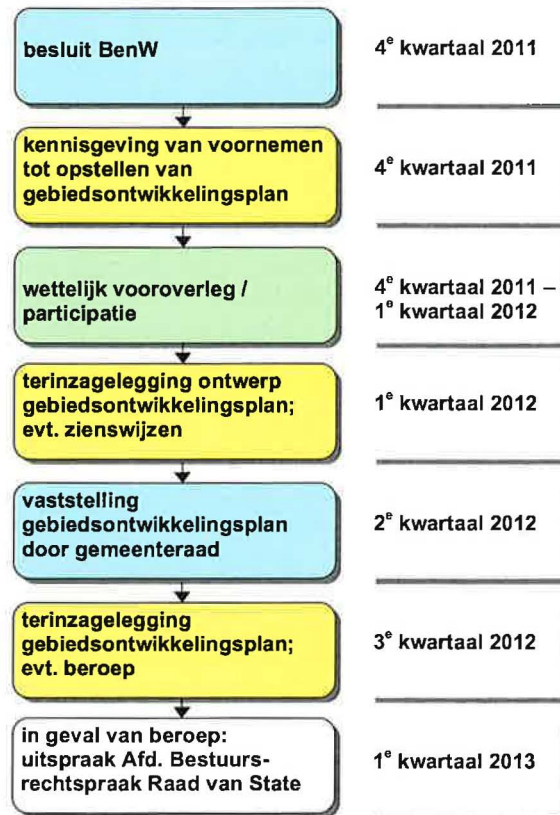 besluit BenW
4e kwartaal 2011
kennisgeving van voornemen
tot opstellen van
gebiedsontwikkelingsplan
4e kwartaal 2011
wettelijk vooroverleg /
participatie
4e kwartaal 2011 –
1e kwartaal 2012
terinzagelegging ontwerp
gebiedsontwikkelingsplan;
evt. zienswijzen
1e kwartaal 2012
vaststelling
gebiedsontwikkelingsplan
door gemeenteraad
2e kwartaal 2012
terinzagelegging
gebiedsontwikkelingsplan;
evt. beroep
3e kwartaal 2012
in geval van beroep:
uitspraak Afd. Bestuurs-
rechtspraak Raad van State
1e kwartaal 2013